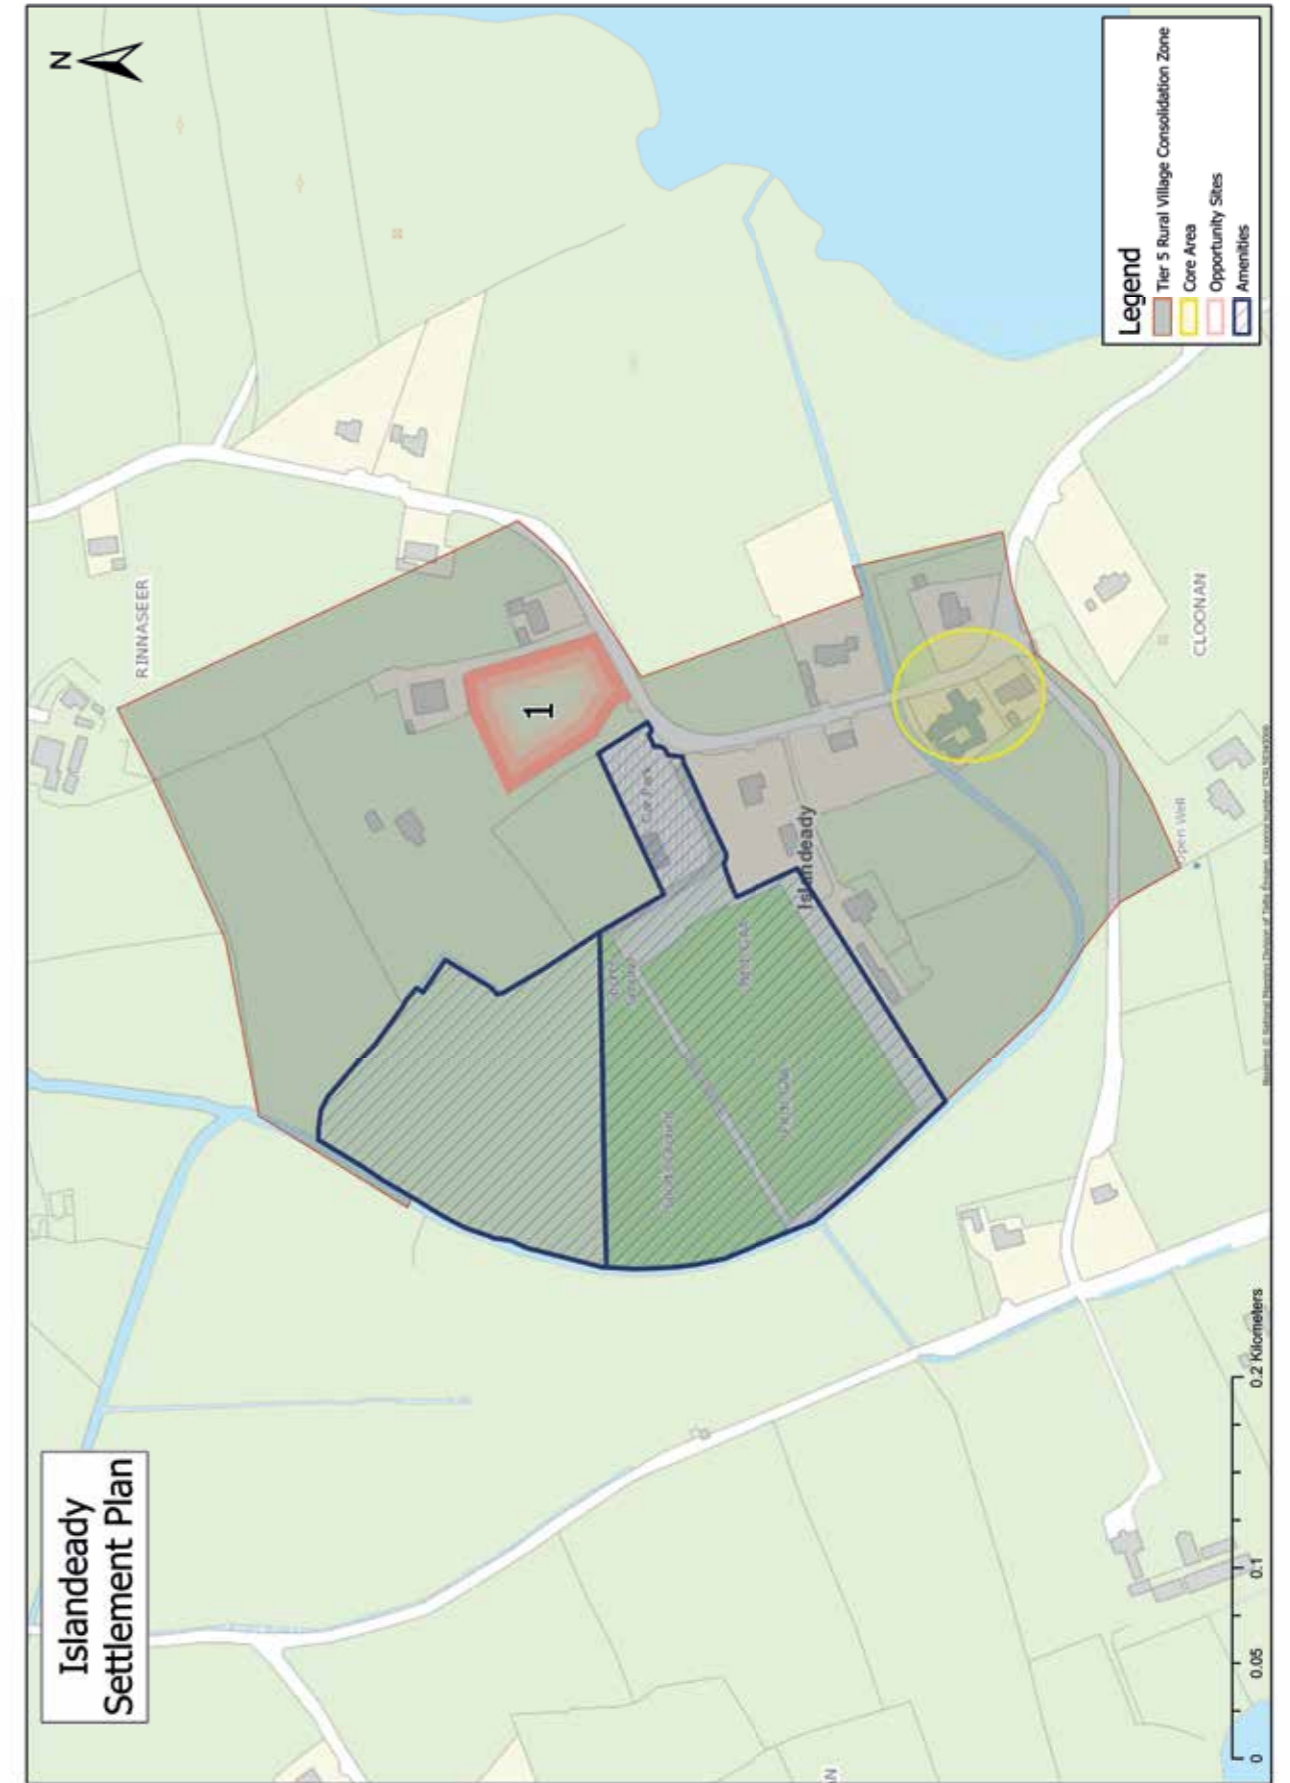 Islandeady
Settlement Plan
N
RINNASEER
1
Car Park
Islandeady
Open Well
CLOONAN
Legend
Tier 5 Rural Village Consolidation Zone
Core Area
Opportunity Sites
Amenities
0 0.05 0.1 0.2 Kilometers